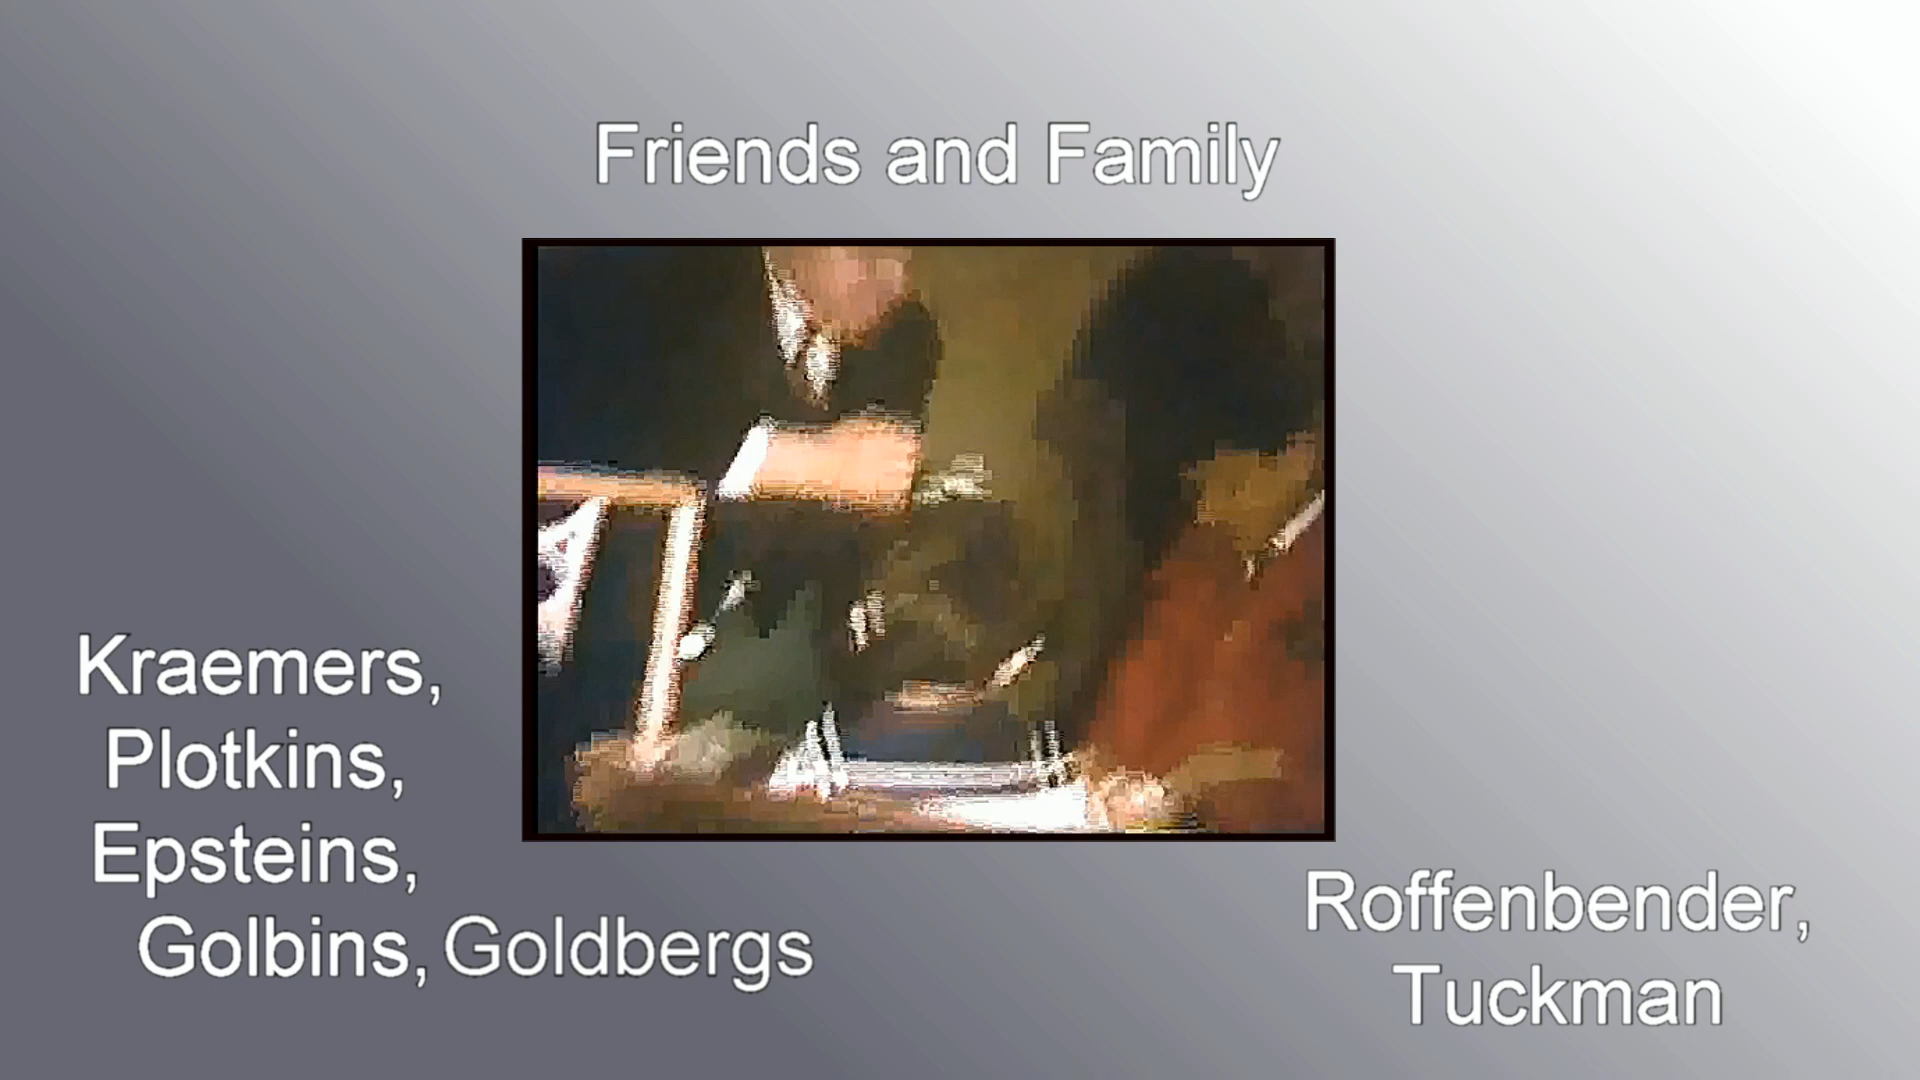 Friends and Family
Kraemers,
Plotkins,
Epsteins,
Golbins, Goldbergs
Roffenbender,
Tuckman